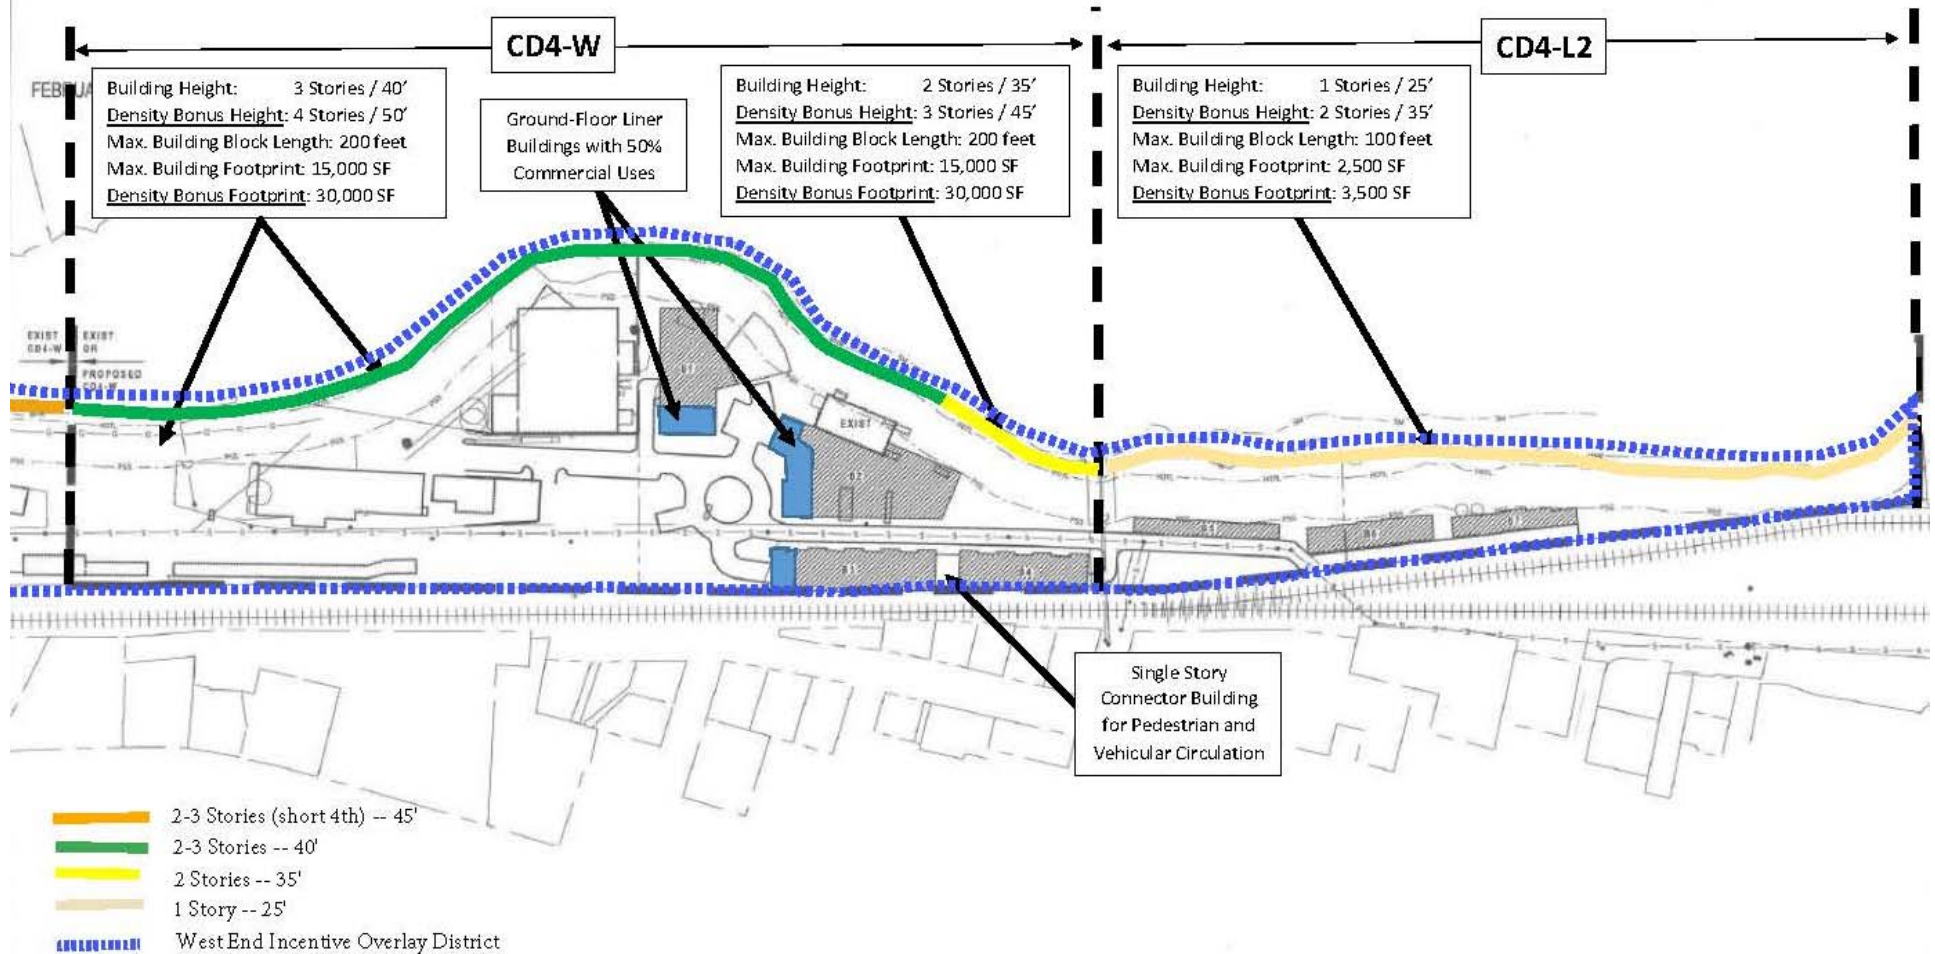 CD4-W
CD4-L2
Building Height: 3 Stories / 40'
Density Bonus Height: 4 Stories / 50'
Max. Building Block Length: 200 feet
Max. Building Footprint: 15,000 SF
Density Bonus Footprint: 30,000 SF
Ground-Floor Liner
Buildings with 50%
Commercial Uses
Building Height: 2 Stories / 35'
Density Bonus Height: 3 Stories / 45'
Max. Building Block Length: 200 feet
Max. Building Footprint: 15,000 SF
Density Bonus Footprint: 30,000 SF
Building Height: 1 Stories / 25'
Density Bonus Height: 2 Stories / 35'
Max. Building Block Length: 100 feet
Max. Building Footprint: 2,500 SF
Density Bonus Footprint: 3,500 SF
EXIST
CD4-W
EXIST
OR
PROPOSED
CD4-W
EXIST
Single Story
Connector Building
for Pedestrian and
Vehicular Circulation
2-3 Stories (short 4th) -- 45'
2-3 Stories -- 40'
2 Stories -- 35'
1 Story -- 25'
West End Incentive Overlay District